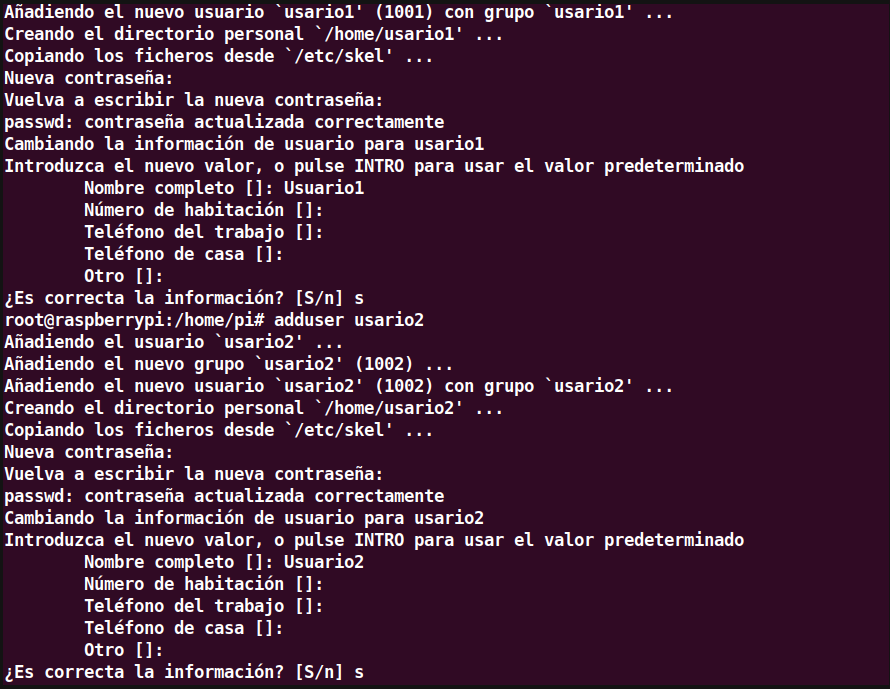 Añadiendo el nuevo usuario `usario1' (1001) con grupo `usario1' ...
Creando el directorio personal `/home/usario1' ...
Copiando los ficheros desde `/etc/skel' ...
Nueva contraseña:
Vuelva a escribir la nueva contraseña:
passwd: contraseña actualizada correctamente
Cambiando la información de usuario para usario1
Introduzca el nuevo valor, o pulse INTRO para usar el valor predeterminado
Nombre completo []: Usuario1
Número de habitación []:
Teléfono del trabajo []:
Teléfono de casa []:
Otro []:
¿Es correcta la información? [S/n] s
root@raspberrypi:/home/pi# adduser usario2
Añadiendo el usuario `usario2' ...
Añadiendo el nuevo grupo `usario2' (1002) ...
Añadiendo el nuevo usuario `usario2' (1002) con grupo `usario2' ...
Creando el directorio personal `/home/usario2' ...
Copiando los ficheros desde `/etc/skel' ...
Nueva contraseña:
Vuelva a escribir la nueva contraseña:
passwd: contraseña actualizada correctamente
Cambiando la información de usuario para usario2
Introduzca el nuevo valor, o pulse INTRO para usar el valor predeterminado
Nombre completo []: Usuario2
Número de habitación []:
Teléfono del trabajo []:
Teléfono de casa []:
Otro []:
¿Es correcta la información? [S/n] s